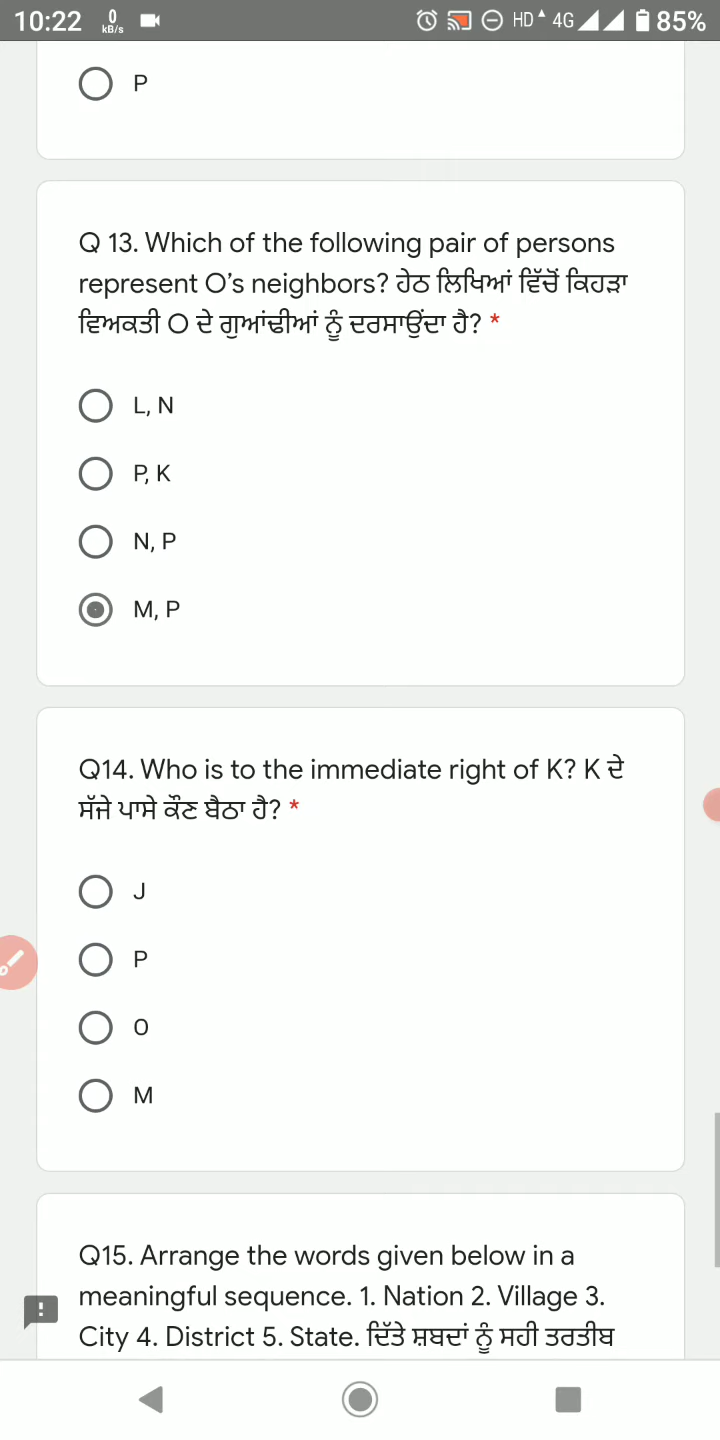 10:22 0 kB/s HD 4G 85%
P
Q 13. Which of the following pair of persons
represent O’s neighbors? ਹੇਠ ਲਿਖਿਆਂ ਵਿੱਚੋਂ ਕਿਹੜਾ
ਵਿਅਕਤੀ O ਦੇ ਗੁਆਂਢੀਆਂ ਨੂੰ ਦਰਸਾਉਂਦਾ ਹੈ? *
L, N
P, K
N, P
M, P
Q14. Who is to the immediate right of K? K ਦੇ
ਸੱਜੇ ਪਾਸੇ ਕੌਣ ਬੈਠਾ ਹੈ? *
J
P
O
M
Q15. Arrange the words given below in a
meaningful sequence. 1. Nation 2. Village 3.
City 4. District 5. State. ਦਿੱਤੇ ਸ਼ਬਦਾਂ ਨੂੰ ਸਹੀ ਤਰਤੀਬ